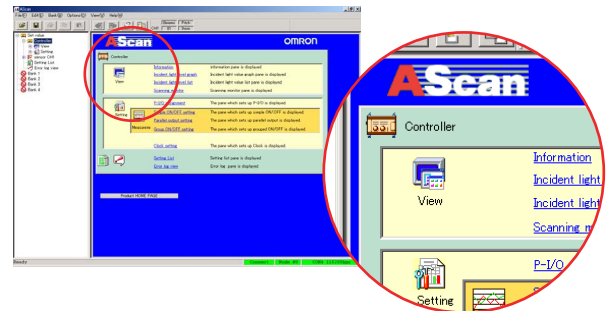 AScan
File(F) Edit(E) Bank(B) Options(O) View(V) Help(H)
Set value
Controller
View
Setting
sensor CH1
Setting List
Error log view
Bank 1
Bank 2
Bank 3
Bank 4
AScan
OMRON
Controller
View
Information
information pane is displayed
Incident light level graph
Incident light value graph pane is displayed
Incident light level list
Incident light value list pane is displayed
Scanning monitor
Scanning monitor pane is displayed
Setting
P-I/O assignment
The pane which sets up P-I/O is displayed
Measurement
Simple ON/OFF setting
The pane which sets up simple ON/OFF is displayed
Parallel output setting
The pane which sets up parallel output is displayed
Group ON/OFF setting
The pane which sets up grouped ON/OFF is displayed
Clock setting
The pane which sets up Clock is displayed
Setting List
Setting list pane is displayed
Error log view
Error log pane is displayed
Product HOME PAGE
Ready
AScan
Controller
View
Information
Incident light
Incident light
Scanning m
P-I/O
Setting